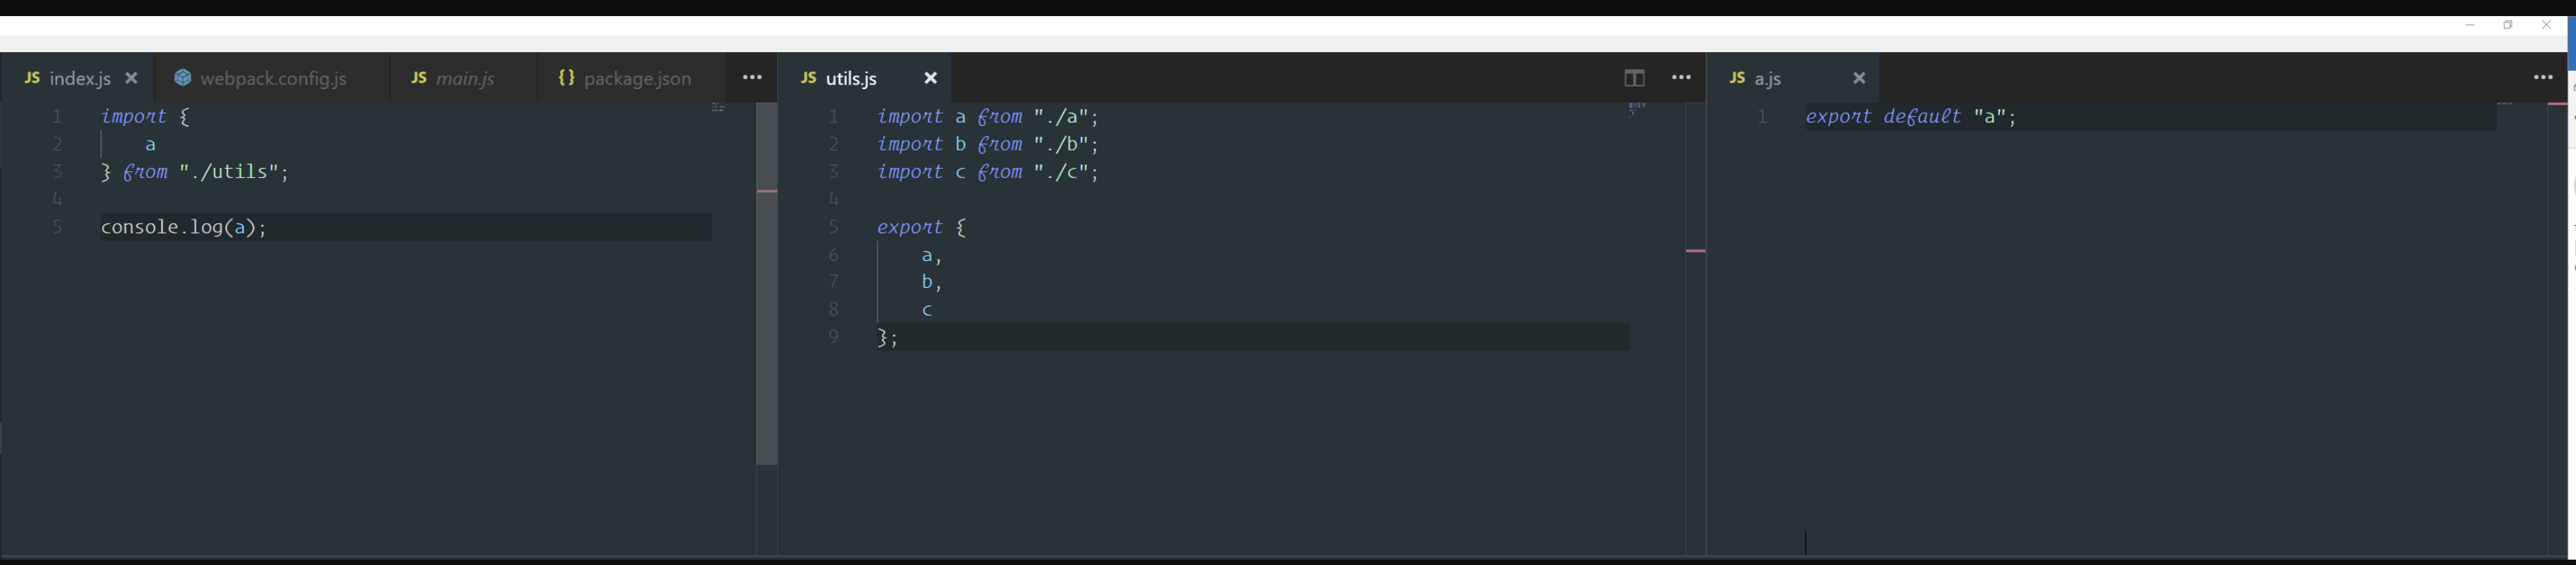 JS index.js
webpack.config.js
JS main.js
{} package.json
1 import {
2 a
3 } from "./utils";
4
5 console.log(a);
JS utils.js
1 import a from "./a";
2 import b from "./b";
3 import c from "./c";
4
5 export {
6 a,
7 b,
8 c
9 };
JS a.js
1 export default "a";